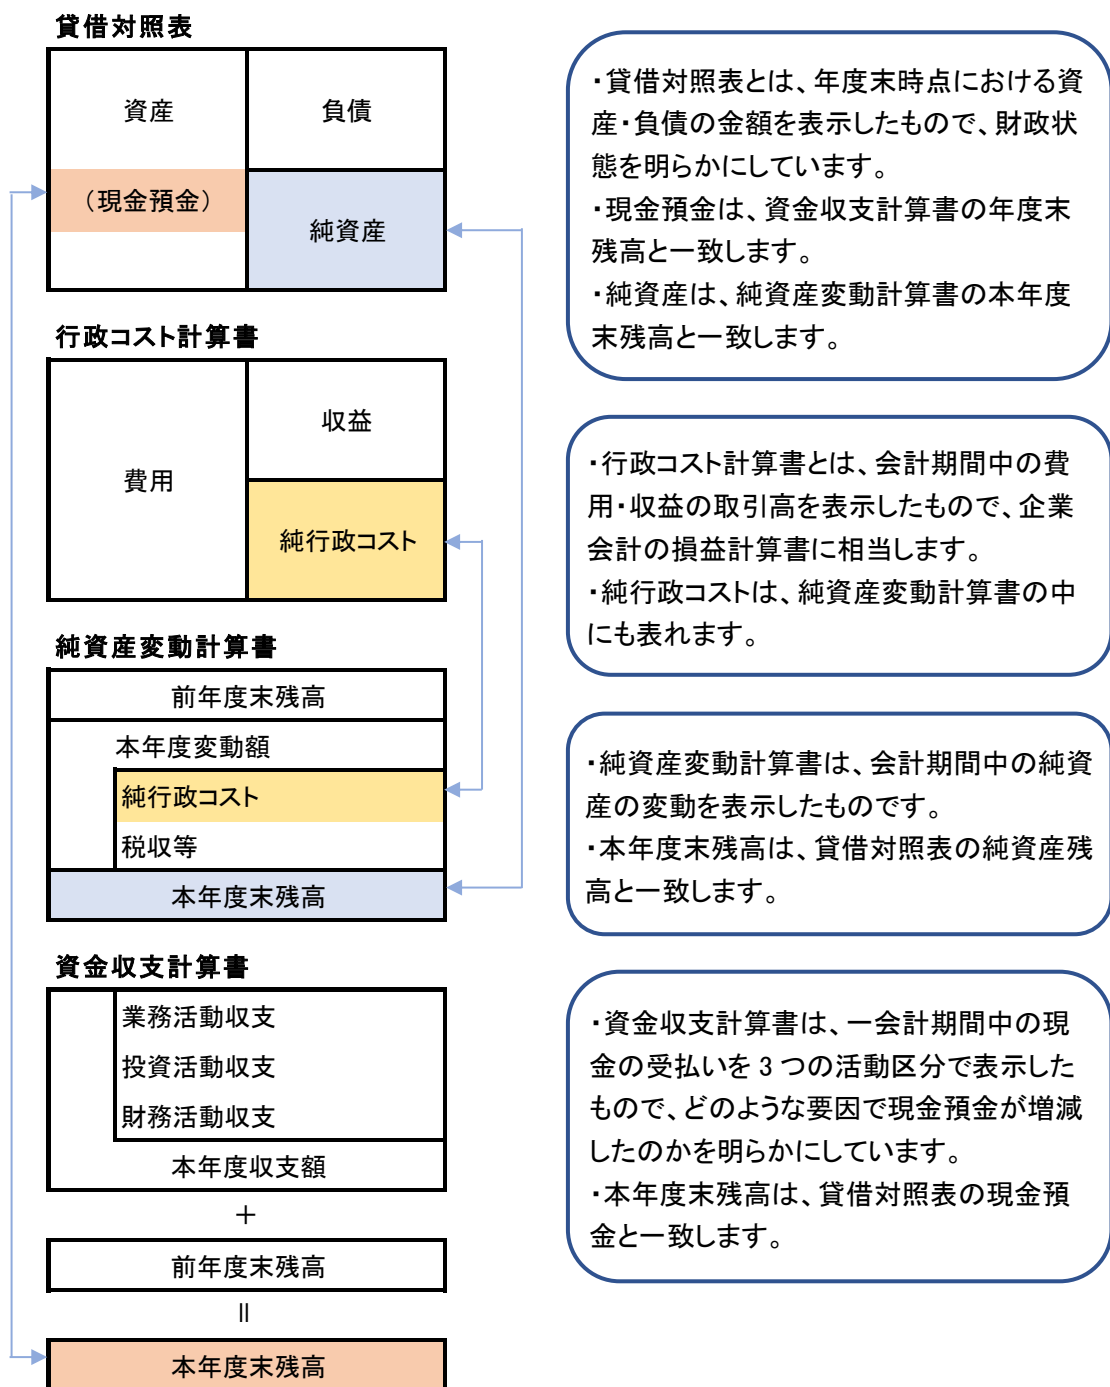 貸借対照表
資産
負債
（現金預金）
純資産
・貸借対照表とは、年度末時点における資
産・負債の金額を表示したもので、財政状
態を明らかにしています。
・現金預金は、資金収支計算書の年度末
残高と一致します。
・純資産は、純資産変動計算書の本年度
末残高と一致します。
行政コスト計算書
費用
収益
純行政コスト
・行政コスト計算書とは、会計期間中の費
用・収益の取引高を表示したもので、企業
会計の損益計算書に相当します。
・純行政コストは、純資産変動計算書の中
にも表れます。
純資産変動計算書
前年度末残高
本年度変動額
純行政コスト
税収等
本年度末残高
・純資産変動計算書は、会計期間中の純資
産の変動を表示したものです。
・本年度末残高は、貸借対照表の純資産残
高と一致します。
資金収支計算書
業務活動収支
投資活動収支
財務活動収支
本年度収支額
＋
前年度末残高
＝
本年度末残高
・資金収支計算書は、一会計期間中の現
金の受払いを 3 つの活動区分で表示した
もので、どのような要因で現金預金が増減
したのかを明らかにしています。
・本年度末残高は、貸借対照表の現金預
金と一致します。